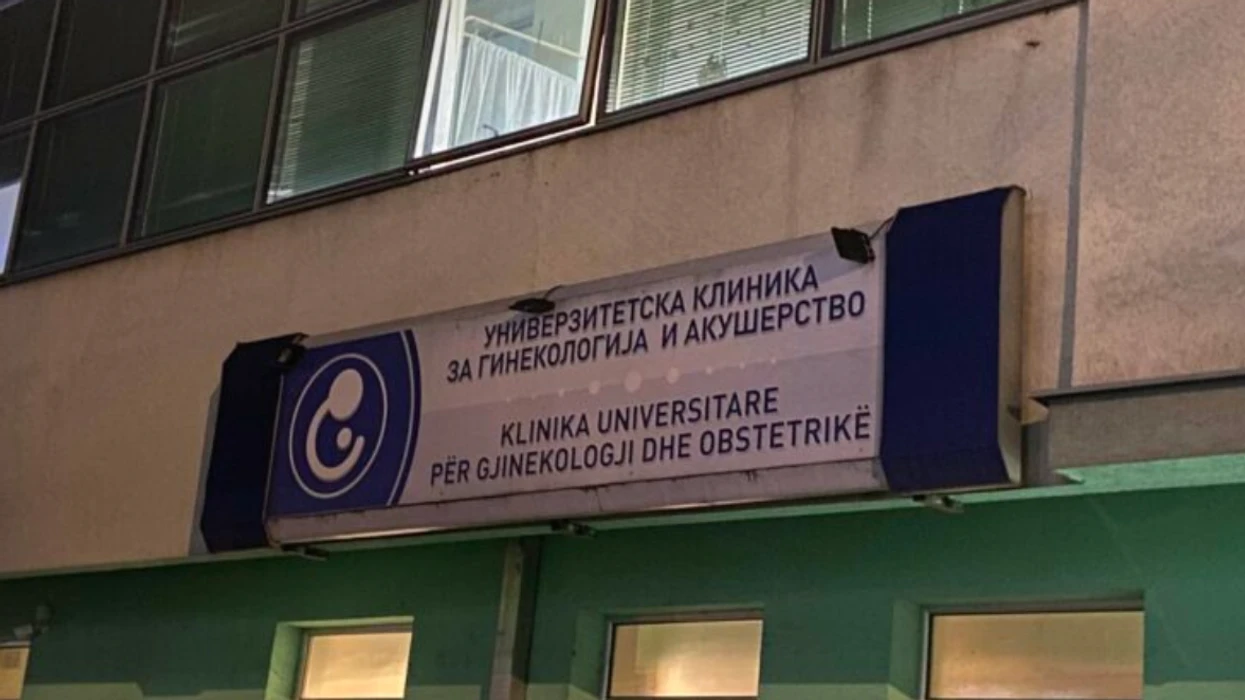 УНИВЕРЗИТЕТСКА КЛИНИКА
ЗА ГИНЕКОЛОГИЈА И АКУШЕРСТВО
KLINIKA UNIVERSITARE
PËR GJINEKOLOGJI DHE OBSTETRIKË